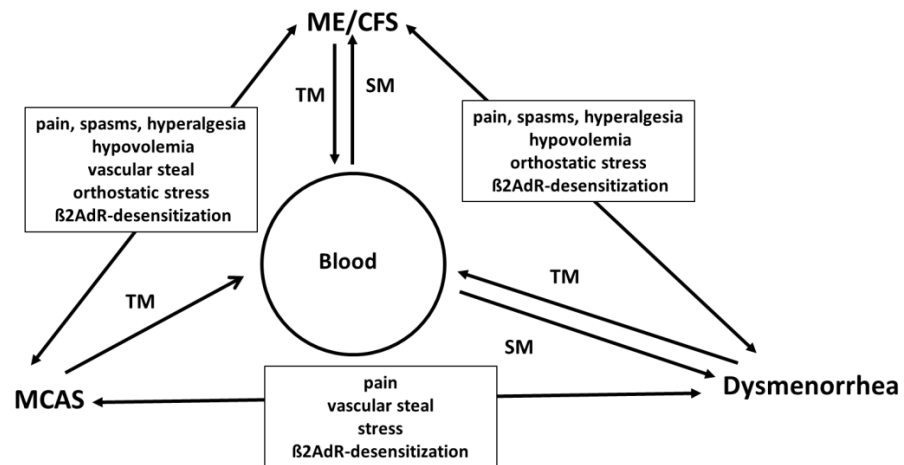 ME/CFS
TM
SM
pain, spasms, hyperalgesia
hypovolemia
vascular steal
orthostatic stress
ß2AdR-desensitization
pain, spasms, hyperalgesia
hypovolemia
orthostatic stress
ß2AdR-desensitization
Blood
TM
TM
SM
MCAS
pain
vascular steal
stress
ß2AdR-desensitization
Dysmenorrhea